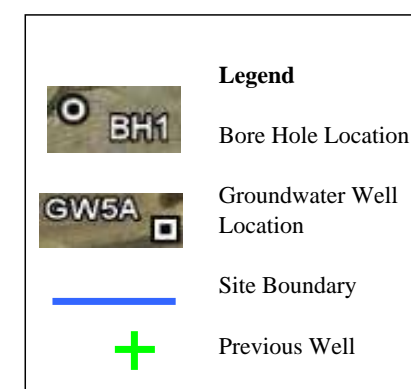 Legend
BH1
Bore Hole Location
GW5A
Groundwater Well
Location
Site Boundary
Previous Well